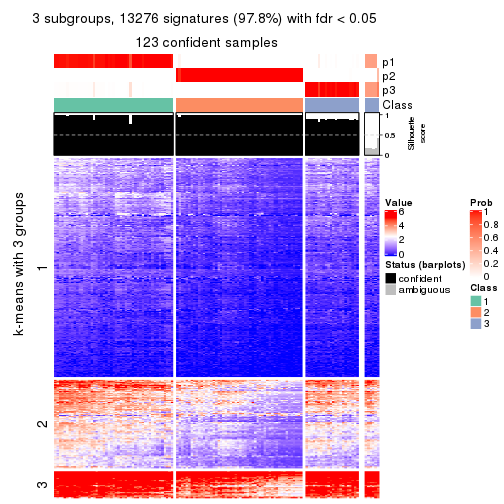 3 subgroups, 13276 signatures (97.8%) with fdr < 0.05
123 confident samples
p1
p2
p3
Class
1
0.5
0
Silhouette
score
k-means with 3 groups
1
2
3
Value
6
4
2
0
Status (barplots)
confident
ambiguous
Prob
1
0.8
0.6
0.4
0.2
0
Class
1
2
3